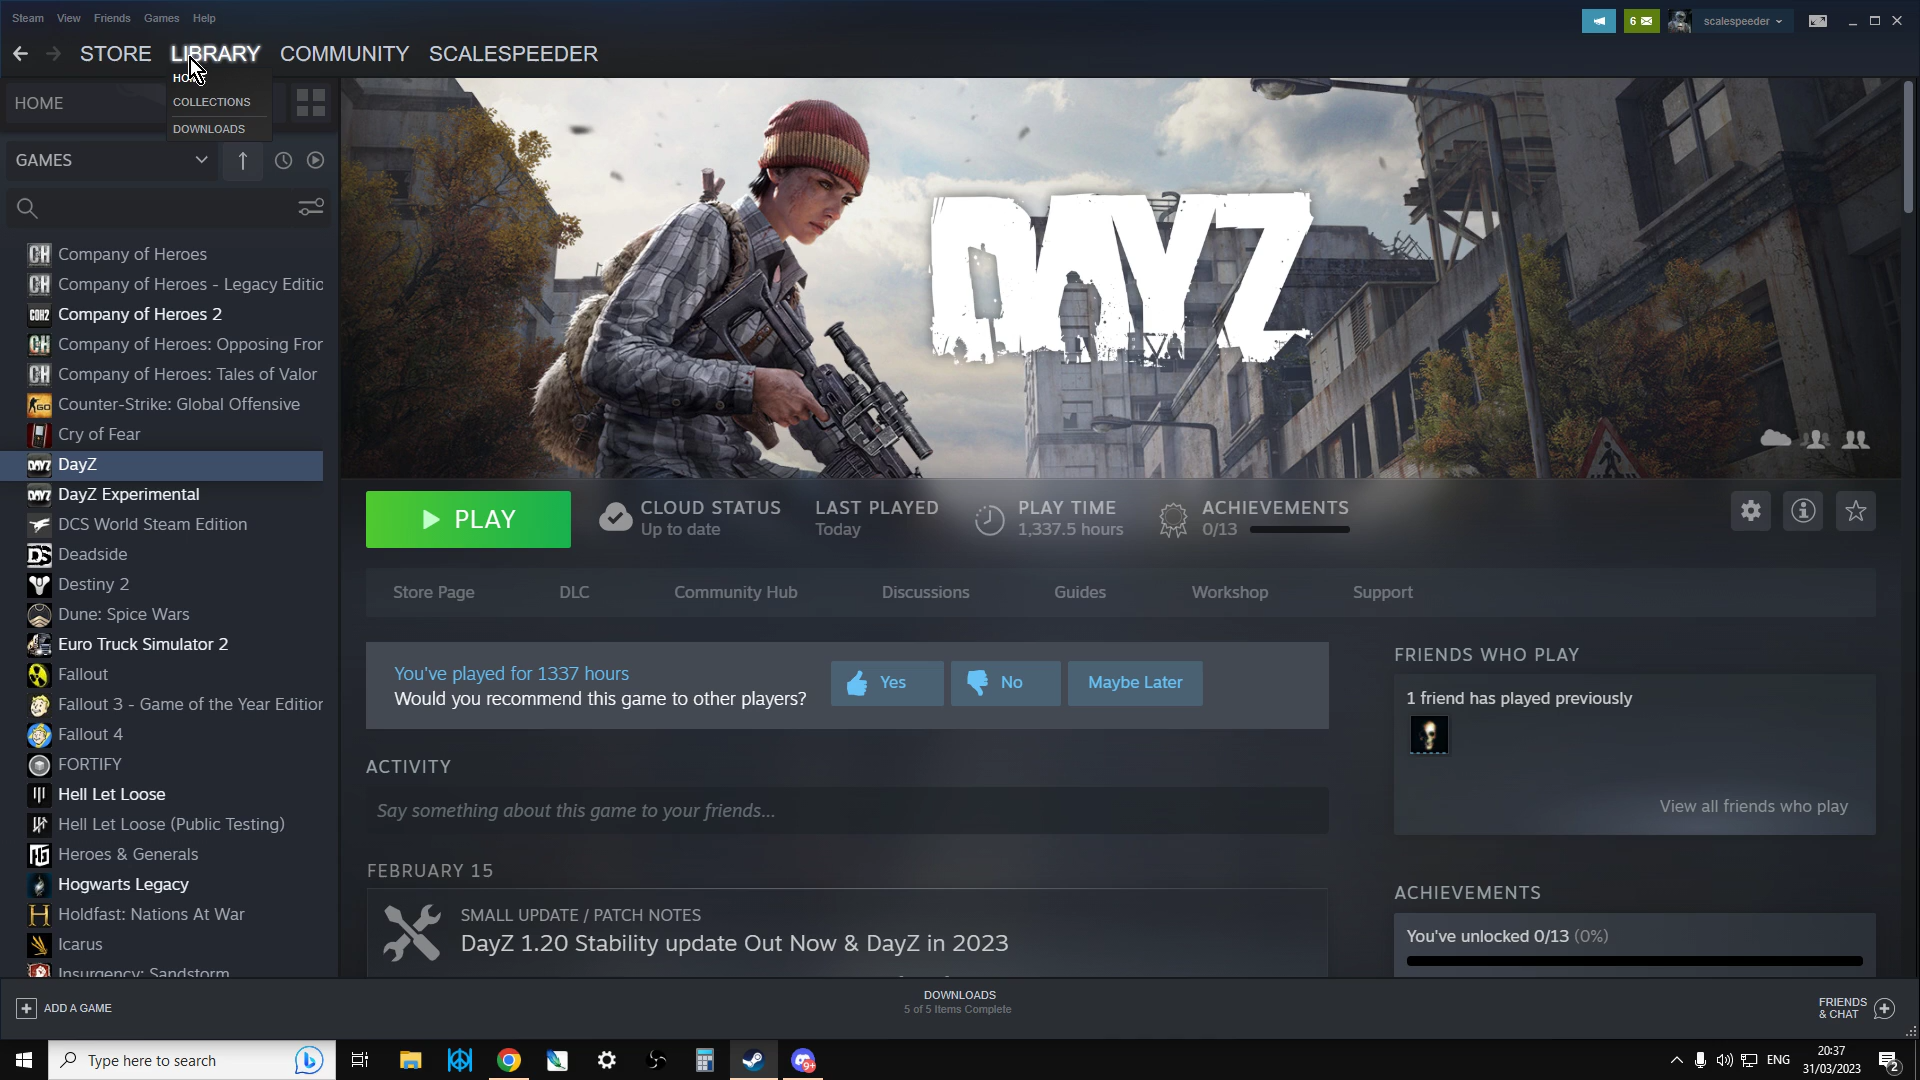 Steam View Friends Games Help
6 scalespeeder
STORE LIBRARY COMMUNITY SCALESPEEDER
COLLECTIONS
DOWNLOADS
HOME
GAMES
Company of Heroes
Company of Heroes - Legacy Editic
COH2 Company of Heroes 2
Company of Heroes: Opposing Fror
Company of Heroes: Tales of Valor
Counter-Strike: Global Offensive
Cry of Fear
DAYZ DayZ
DAYZ DayZ Experimental
DCS World Steam Edition
DS Deadside
Destiny 2
Dune: Spice Wars
Euro Truck Simulator 2
Fallout
Fallout 3 - Game of the Year Editior
Fallout 4
FORTIFY
Hell Let Loose
Hell Let Loose (Public Testing)
Heroes & Generals
Hogwarts Legacy
Holdfast: Nations At War
Icarus
Insurgency: Sandstorm
DAYZ
PLAY
CLOUD STATUS
Up to date
LAST PLAYED
Today
PLAY TIME
1,337.5 hours
ACHIEVEMENTS
0/13
Store Page DLC Community Hub Discussions Guides Workshop Support
You've played for 1337 hours
Would you recommend this game to other players?
Yes No Maybe Later
ACTIVITY
Say something about this game to your friends...
FEBRUARY 15
SMALL UPDATE / PATCH NOTES
DayZ 1.20 Stability update Out Now & DayZ in 2023
FRIENDS WHO PLAY
1 friend has played previously
View all friends who play
ACHIEVEMENTS
You've unlocked 0/13 (0%)
ADD A GAME
DOWNLOADS
5 of 5 Items Complete
FRIENDS
& CHAT
Type here to search
9+
ENG
20:37
31/03/2023
2